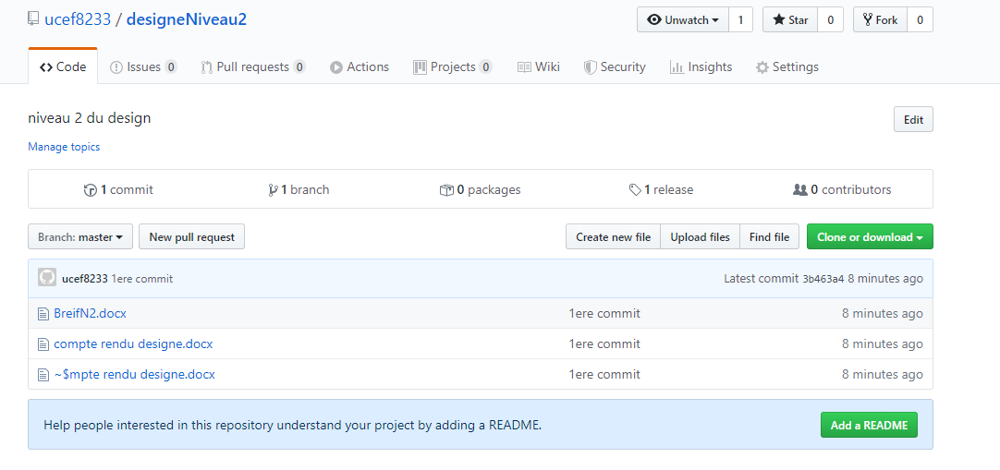 ucef8233 / designeNiveau2 Unwatch 1 Star 0 Fork 0
Code Issues 0 Pull requests 0 Actions Projects 0 Wiki Security Insights Settings
niveau 2 du design Edit
Manage topics
1 commit 1 branch 0 packages 1 release 0 contributors
Branch: master New pull request Create new file Upload files Find file Clone or download
ucef8233 1ere commit Latest commit 3b463a4 8 minutes ago
BreifN2.docx 1ere commit 8 minutes ago
compte rendu designe.docx 1ere commit 8 minutes ago
~$mpte rendu designe.docx 1ere commit 8 minutes ago
Help people interested in this repository understand your project by adding a README. Add a README